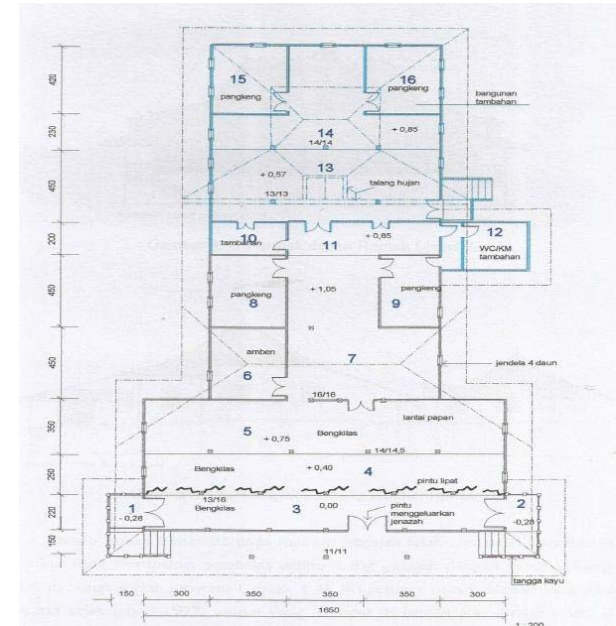 15
16
pangkeng
pangkeng
bangunan
tambahan
14
14/14
+ 0,85
13
+ 0,57
talang hujan
13/13
10
tambahan
11
+ 0,85
12
WC/KM
tambahan
pangkeng
8
+ 1,05
pangkeng
9
amben
7
jendela 4 daun
6
16/16
lantai papan
5
Bengkilas
+ 0,75
14/14,5
Bengkilas
+ 0,40
4
pintu lipat
1
- 0,28
13/16
Bengkilas
0,00
3
pintu
menggeluarkan
jenazah
2
-0,28
11/11
tangga kayu
420
230
450
200
450
450
350
260
220
150
150
300
350
350
350
300
1650
1 : 200